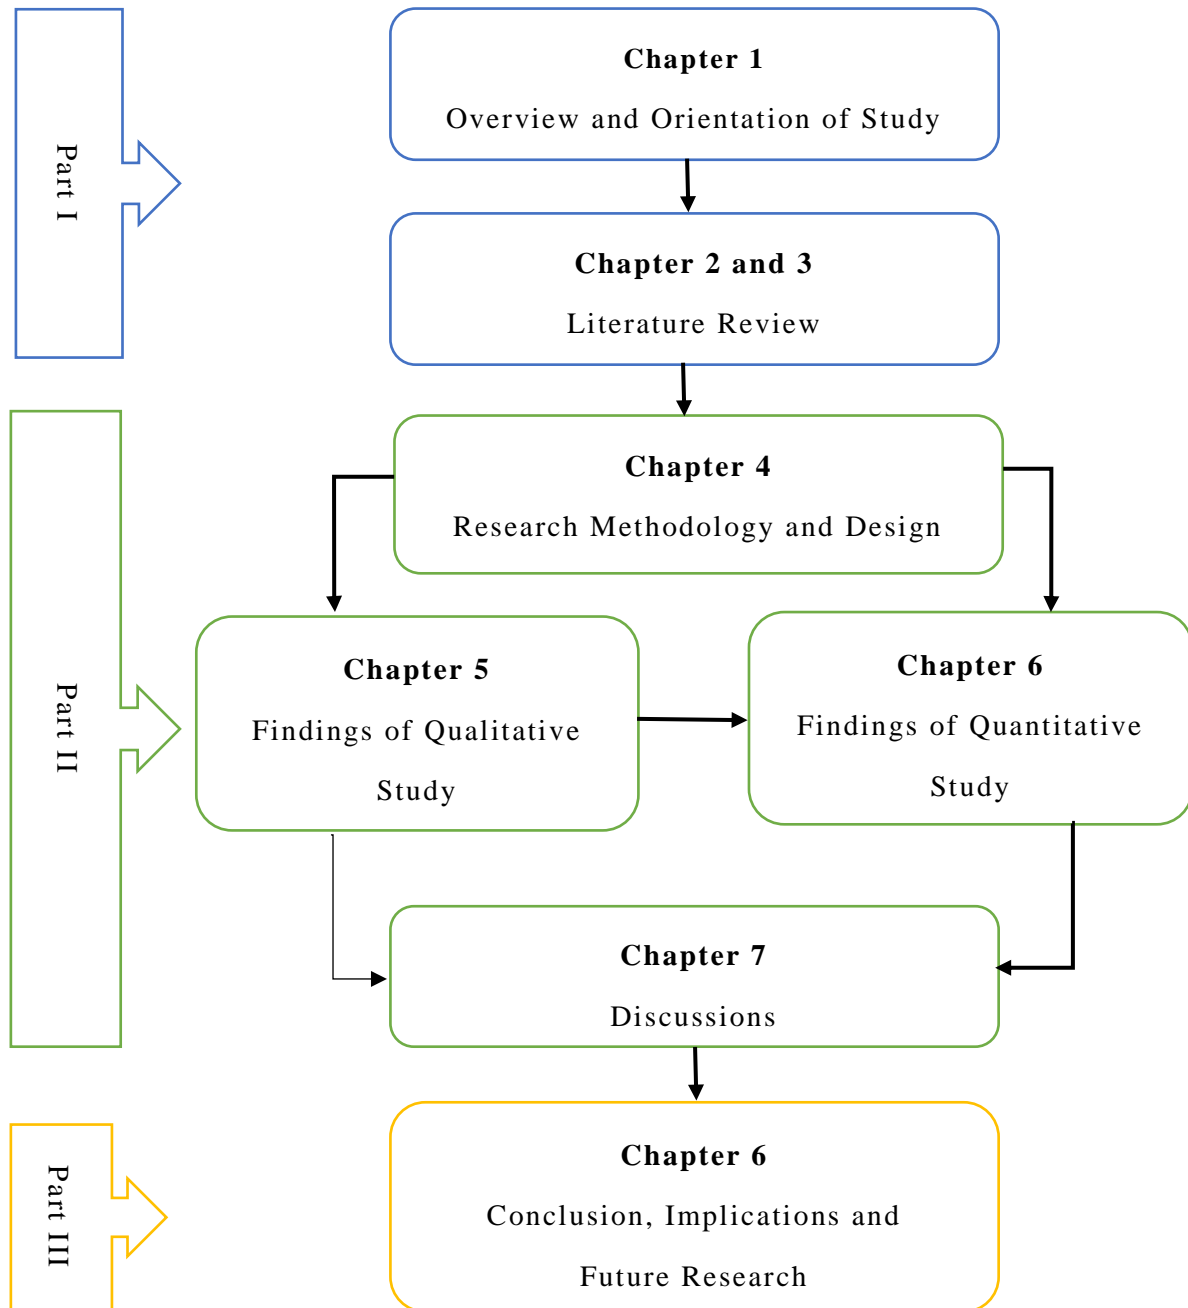 Part I
Chapter 1
Overview and Orientation of Study
Chapter 2 and 3
Literature Review
Part II
Chapter 4
Research Methodology and Design
Chapter 5
Findings of Qualitative
Study
Chapter 6
Findings of Quantitative
Study
Chapter 7
Discussions
Part III
Chapter 6
Conclusion, Implications and
Future Research